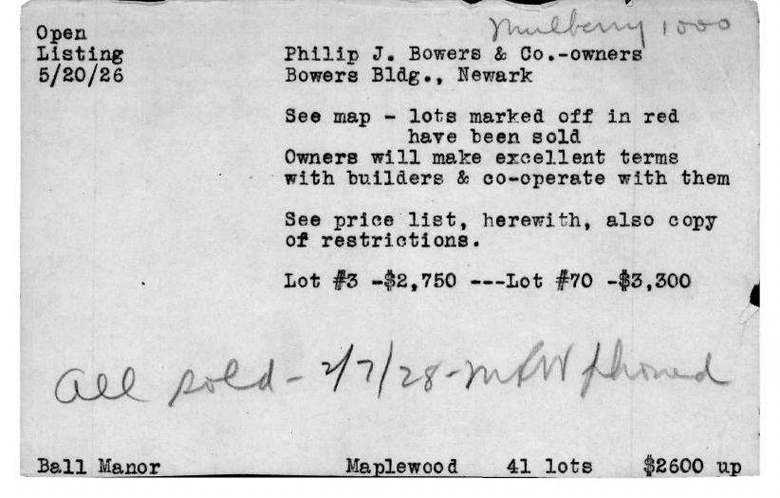 Mulberry 1000
Open
Listing
5/20/26
Philip J. Bowers & Co.-owners
Bowers Bldg., Newark
See map - lots marked off in red
have been sold
Owners will make excellent terms
with builders & co-operate with them
See price list, herewith, also copy
of restrictions.
Lot #3 -$2,750 ---Lot #70 -$3,300
All sold - 2/7/28 - phoned
Ball Manor Maplewood 41 lots $2600 up